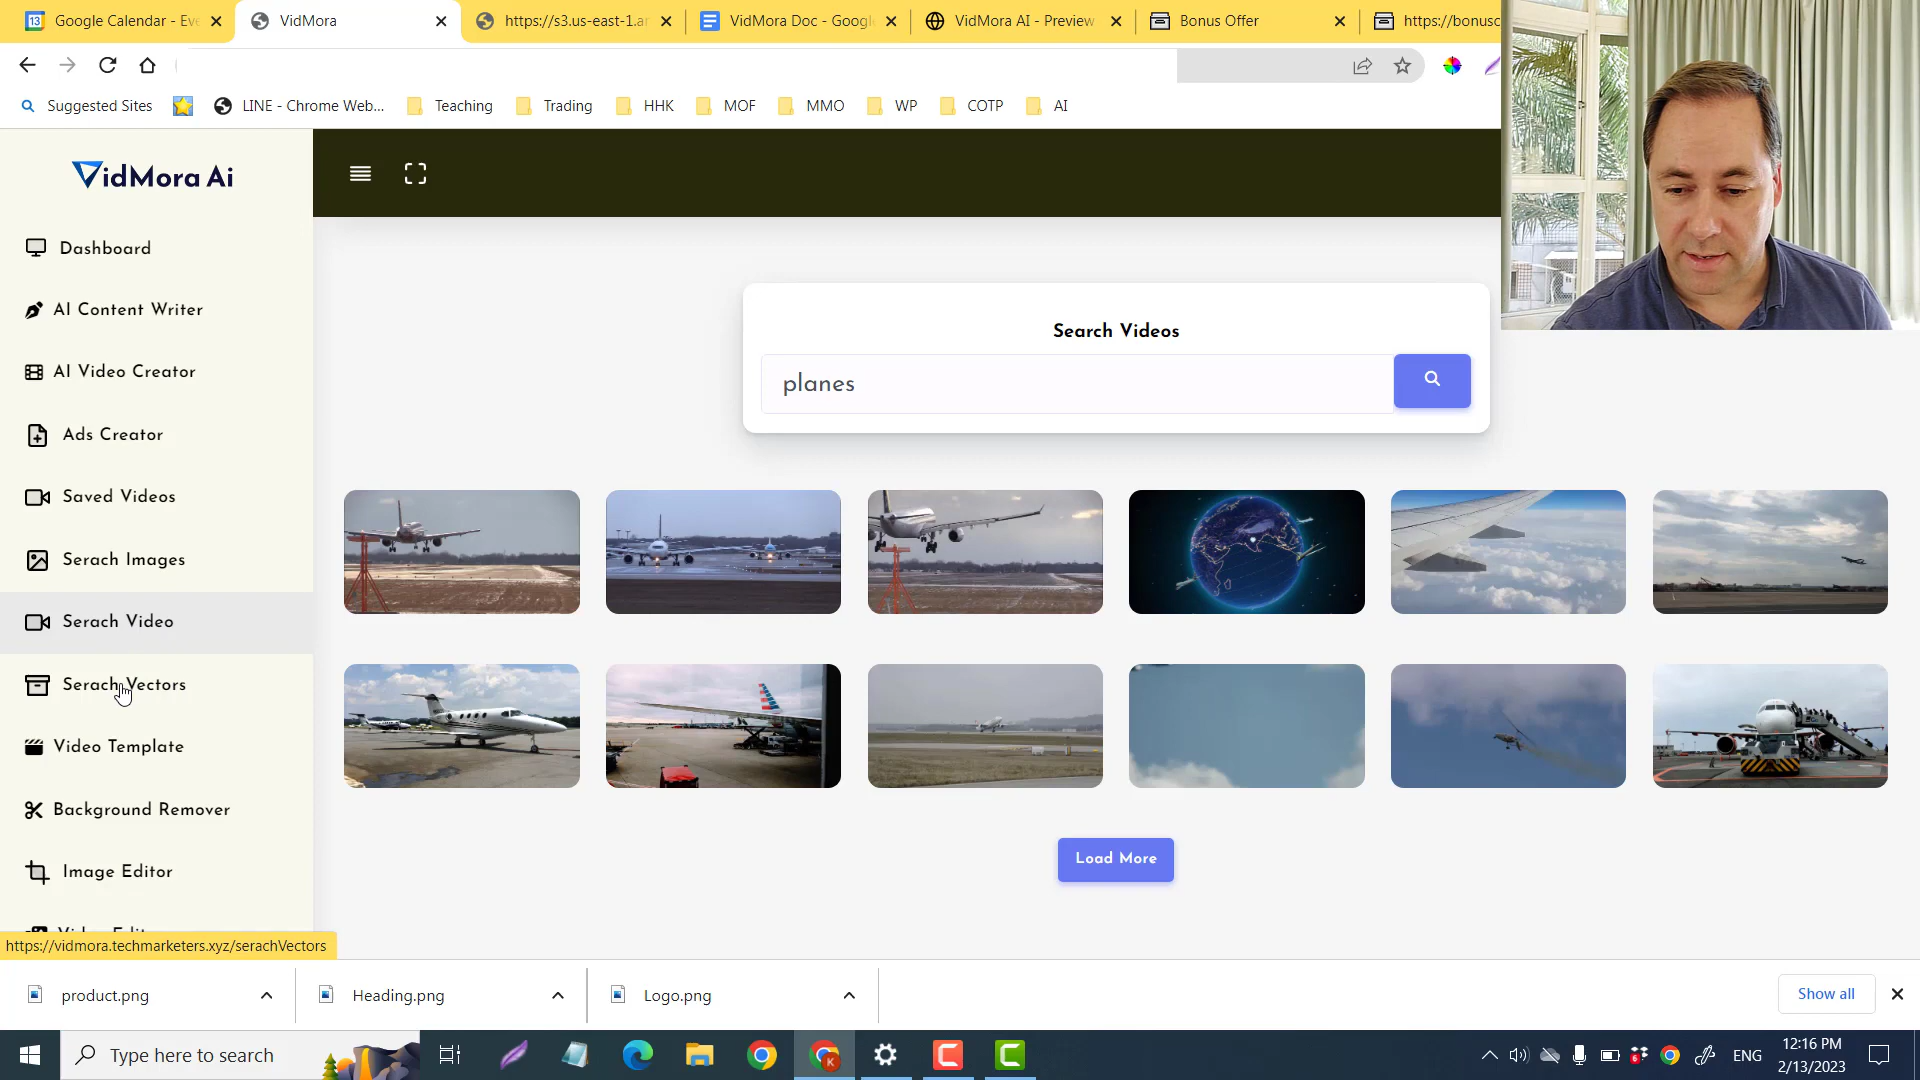 Google Calendar - Eve
VidMora
https://s3.us-east-1.ar
VidMora Doc - Google
VidMora AI - Preview
Bonus Offer
https://bonusc
Suggested Sites
LINE - Chrome Web...
Teaching
Trading
HHK
MOF
MMO
WP
COTP
AI
VidMora Ai
Dashboard
AI Content Writer
AI Video Creator
Ads Creator
Saved Videos
Serach Images
Serach Video
Serach Vectors
Video Template
Background Remover
Image Editor
https://vidmora.techmarketers.xyz/serachVectors
Search Videos
planes
Load More
product.png
Heading.png
Logo.png
Show all
Type here to search
ENG
12:16 PM
2/13/2023